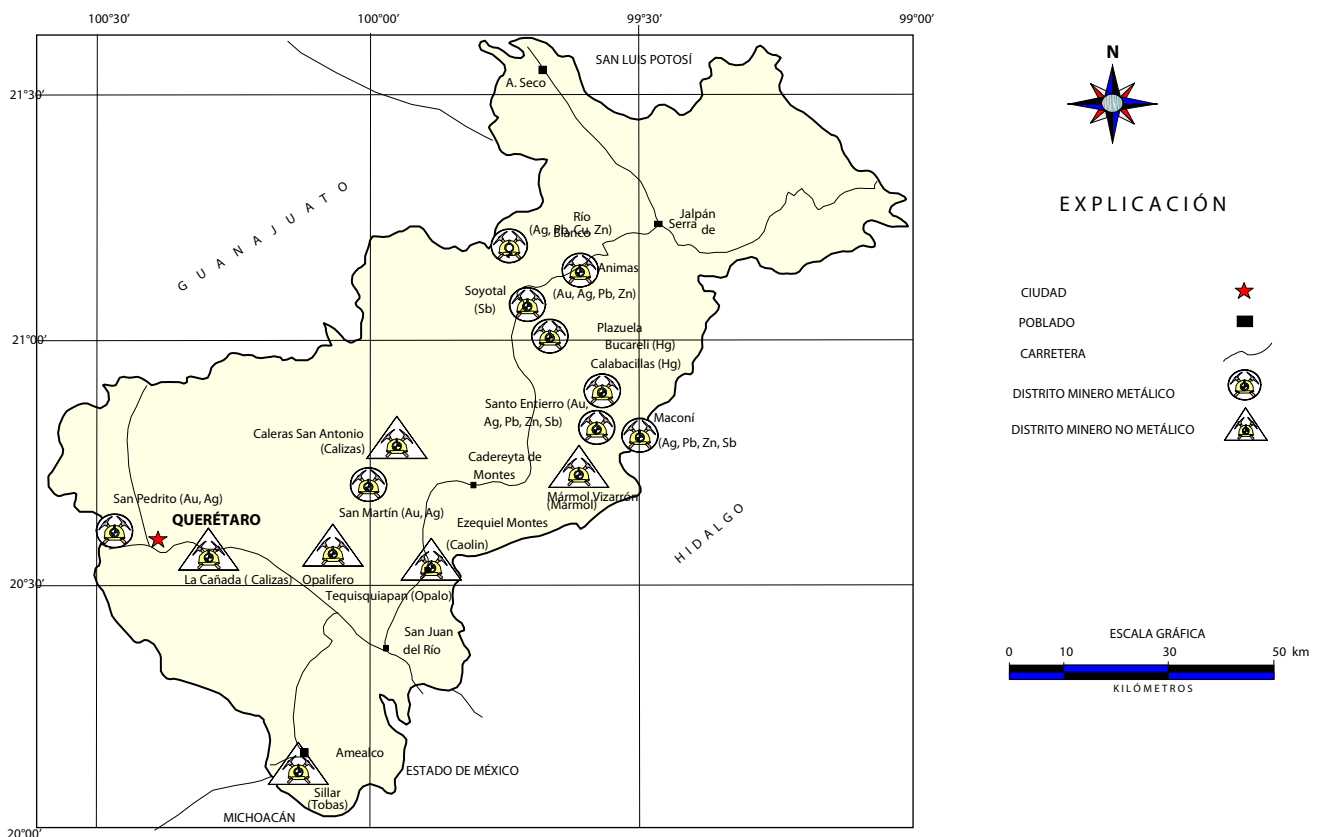 100°30′
100°00′
99°30′
99°00′
21°30′
21°00′
20°30′
20°00′
SAN LUIS POTOSÍ
A. Seco
GUANAJUATO
Río
Blanco
(Ag, Pb, Cu, Zn)
Jalpán
de
Serra
Animas
(Au, Ag, Pb, Zn)
Soyotal
(Sb)
Plazuela
Bucareli (Hg)
Calabacillas (Hg)
Santo Entierro (Au,
Ag, Pb, Zn, Sb)
Maconí
(Ag, Pb, Zn, Sb
Caleras San Antonio
(Calizas)
Cadereyta de
Montes
Mármol Vizarrón
(Mármol)
San Pedrito (Au, Ag)
San Martín (Au, Ag)
QUERÉTARO
Ezequiel Montes
(Caolin)
HIDALGO
La Cañada ( Calizas)
Opalifero
Tequisquiapan (Opalo)
San Juan
del Río
Amealco
ESTADO DE MÉXICO
Sillar
(Tobas)
MICHOACÁN
N
EXPLICACIÓN
CIUDAD
POBLADO
CARRETERA
DISTRITO MINERO METÁLICO
DISTRITO MINERO NO METÁLICO
ESCALA GRÁFICA
0 10 30 50 km
KILÓMETROS